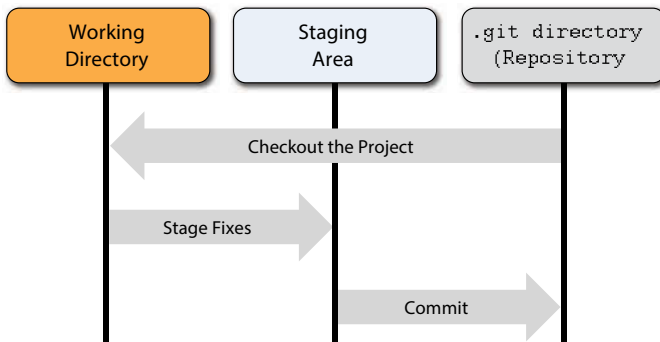 Working
Directory
Staging
Area
.git directory
(Repository
Checkout the Project
Stage Fixes
Commit